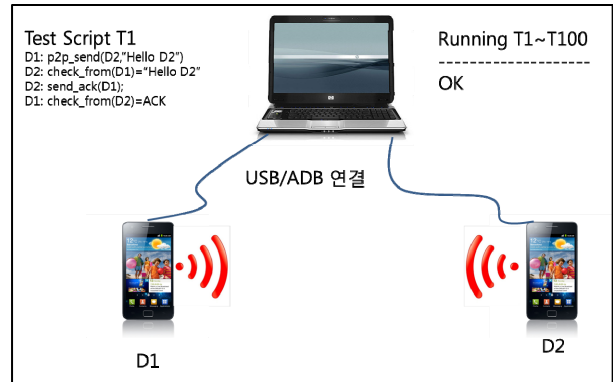 Test Script T1
D1: p2p_send(D2,"Hello D2")
D2: check_from(D1)="Hello D2"
D2: send_ack(D1);
D1: check_from(D2)=ACK
Running T1~T100
--------------------
OK
USB/ADB 연결
D1
D2